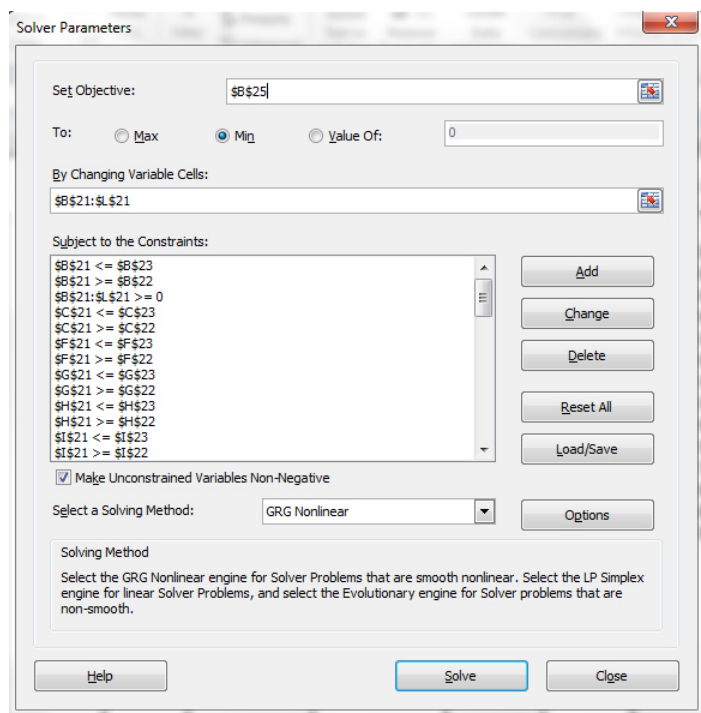 Solver Parameters
Set Objective: $B$25
To: Max Min Value Of: 0
By Changing Variable Cells:
$B$21:$L$21
Subject to the Constraints:
$B$21 <= $B$23
$B$21 >= $B$22
$B$21:$L$21 >= 0
$C$21 <= $C$23
$C$21 >= $C$22
$F$21 <= $F$23
$F$21 >= $F$22
$G$21 <= $G$23
$G$21 >= $G$22
$H$21 <= $H$23
$H$21 >= $H$22
$I$21 <= $I$23
$I$21 >= $I$22
Add
Change
Delete
Reset All
Load/Save
Make Unconstrained Variables Non-Negative
Select a Solving Method: GRG Nonlinear Options
Solving Method
Select the GRG Nonlinear engine for Solver Problems that are smooth nonlinear. Select the LP Simplex
engine for linear Solver Problems, and select the Evolutionary engine for Solver problems that are
non-smooth.
Help Solve Close